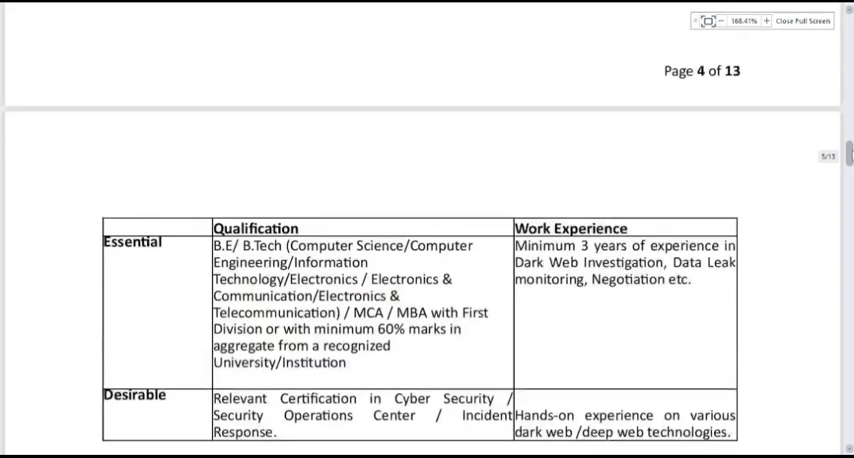 168.41% + Close Full Screen
Page 4 of 13
5/13
Qualification
Work Experience
Essential
B.E/ B.Tech (Computer Science/Computer
Engineering/Information
Technology/Electronics / Electronics &
Communication/Electronics &
Telecommunication) / MCA / MBA with First
Division or with minimum 60% marks in
aggregate from a recognized
University/Institution
Minimum 3 years of experience in
Dark Web Investigation, Data Leak
monitoring, Negotiation etc.
Desirable
Relevant Certification in Cyber Security /
Security Operations Center / Incident
Response.
Hands-on experience on various
dark web /deep web technologies.